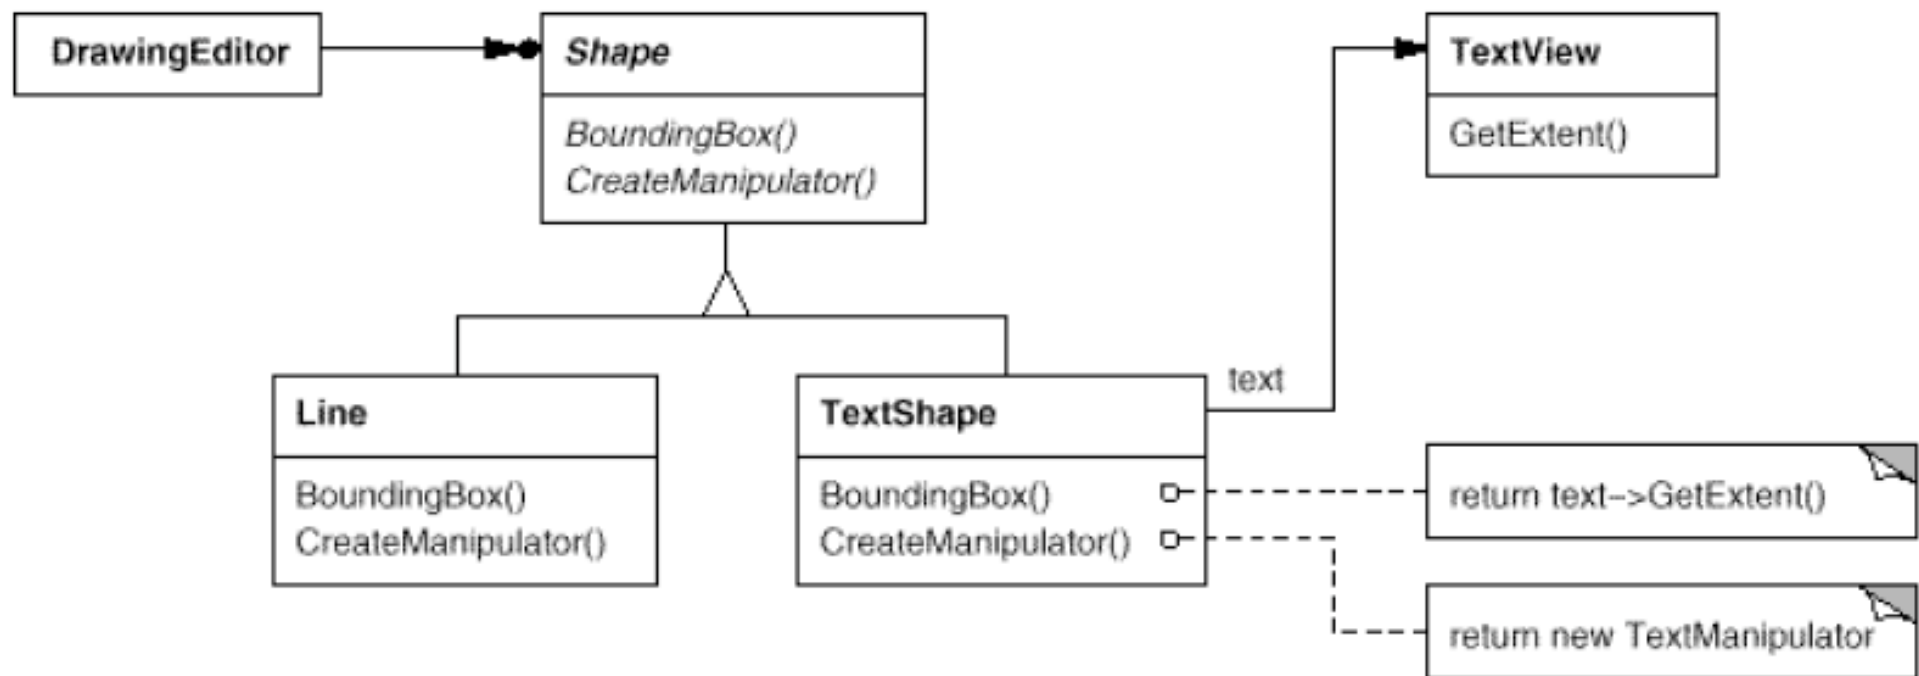 DrawingEditor
Shape
BoundingBox()
CreateManipulator()
TextView
GetExtent()
Line
BoundingBox()
CreateManipulator()
TextShape
BoundingBox()
CreateManipulator()
text
return text–>GetExtent()
return new TextManipulator